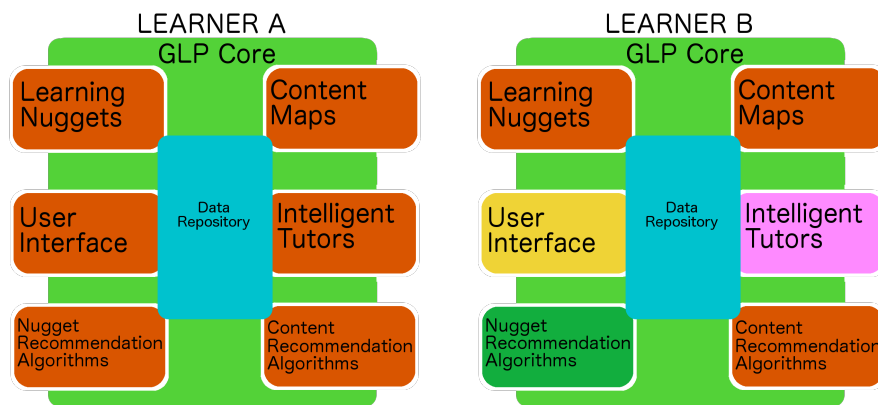 LEARNER A
GLP Core
Learning
Nuggets
Content
Maps
Data
Repository
User
Interface
Intelligent
Tutors
Nugget
Recommendation
Algorithms
Content
Recommendation
Algorithms
LEARNER B
GLP Core
Learning
Nuggets
Content
Maps
Data
Repository
User
Interface
Intelligent
Tutors
Nugget
Recommendation
Algorithms
Content
Recommendation
Algorithms